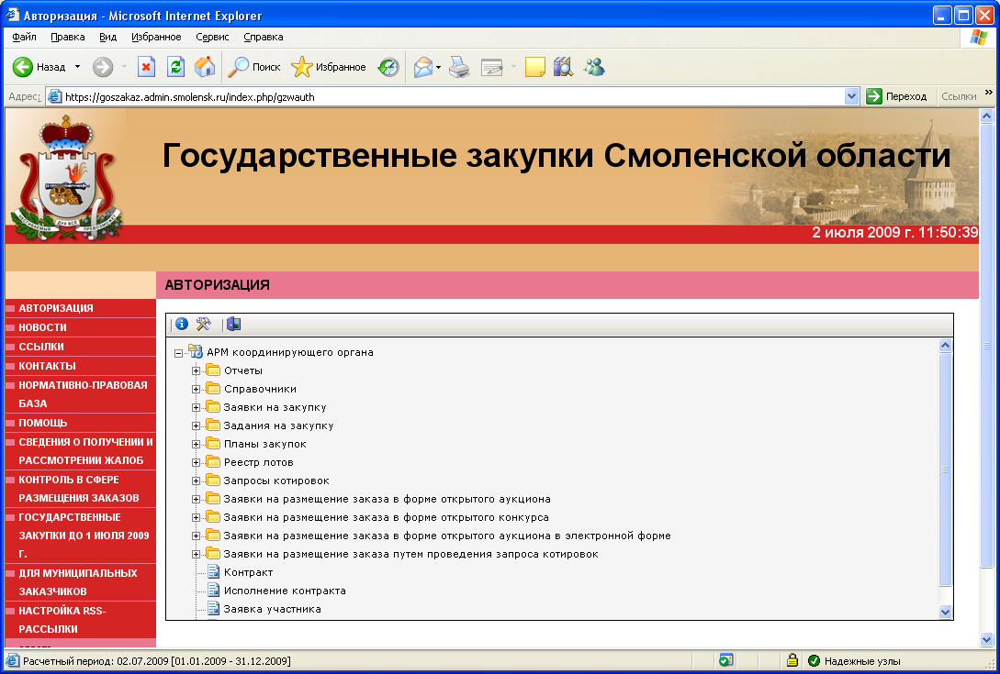 Авторизация - Microsoft Internet Explorer
Файл Правка Вид Избранное Сервис Справка
Назад Поиск Избранное
Адрес: https://goszakaz.admin.smolensk.ru/index.php/gzwauth Переход Ссылки »
Государственные закупки Смоленской области
2 июля 2009 г. 11:50:39
АВТОРИЗАЦИЯ
АВТОРИЗАЦИЯ
НОВОСТИ
ССЫЛКИ
КОНТАКТЫ
НОРМАТИВНО-ПРАВОВАЯ
БАЗА
ПОМОЩЬ
СВЕДЕНИЯ О ПОЛУЧЕНИИ И
РАССМОТРЕНИИ ЖАЛОБ
КОНТРОЛЬ В СФЕРЕ
РАЗМЕЩЕНИЯ ЗАКАЗОВ
ГОСУДАРСТВЕННЫЕ
ЗАКУПКИ ДО 1 ИЮЛЯ 2009
Г.
ДЛЯ МУНИЦИПАЛЬНЫХ
ЗАКАЗЧИКОВ
НАСТРОЙКА RSS-
РАССЫЛКИ
АРМ координирующего органа
Отчеты
Справочники
Заявки на закупку
Задания на закупку
Планы закупок
Реестр лотов
Запросы котировок
Заявки на размещение заказа в форме открытого аукциона
Заявки на размещение заказа в форме открытого конкурса
Заявки на размещение заказа в форме открытого аукциона в электронной форме
Заявки на размещение заказа путем проведения запроса котировок
Контракт
Исполнение контракта
Заявка участника
Расчетный период: 02.07.2009 [01.01.2009 - 31.12.2009] Надежные узлы